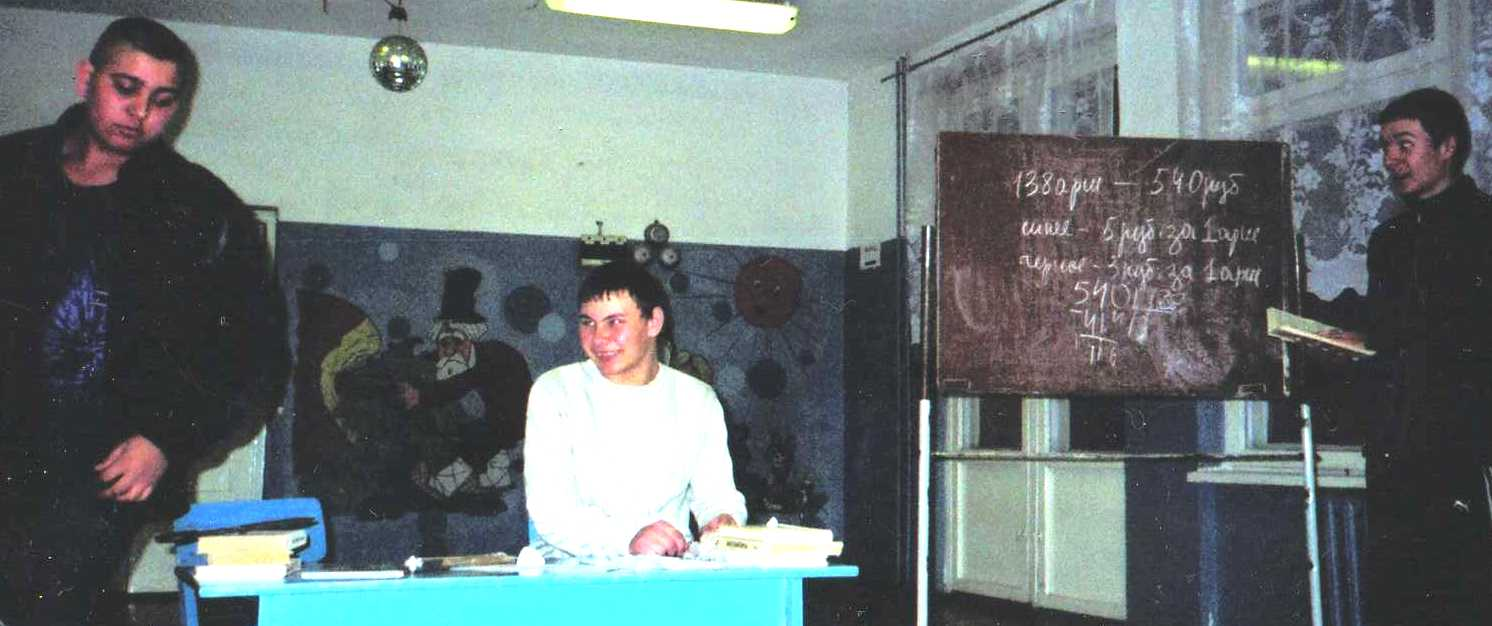 138 арш — 540 руб
синее - 5 руб. за 1 арш
черное - 3 руб. за 1 арш
540